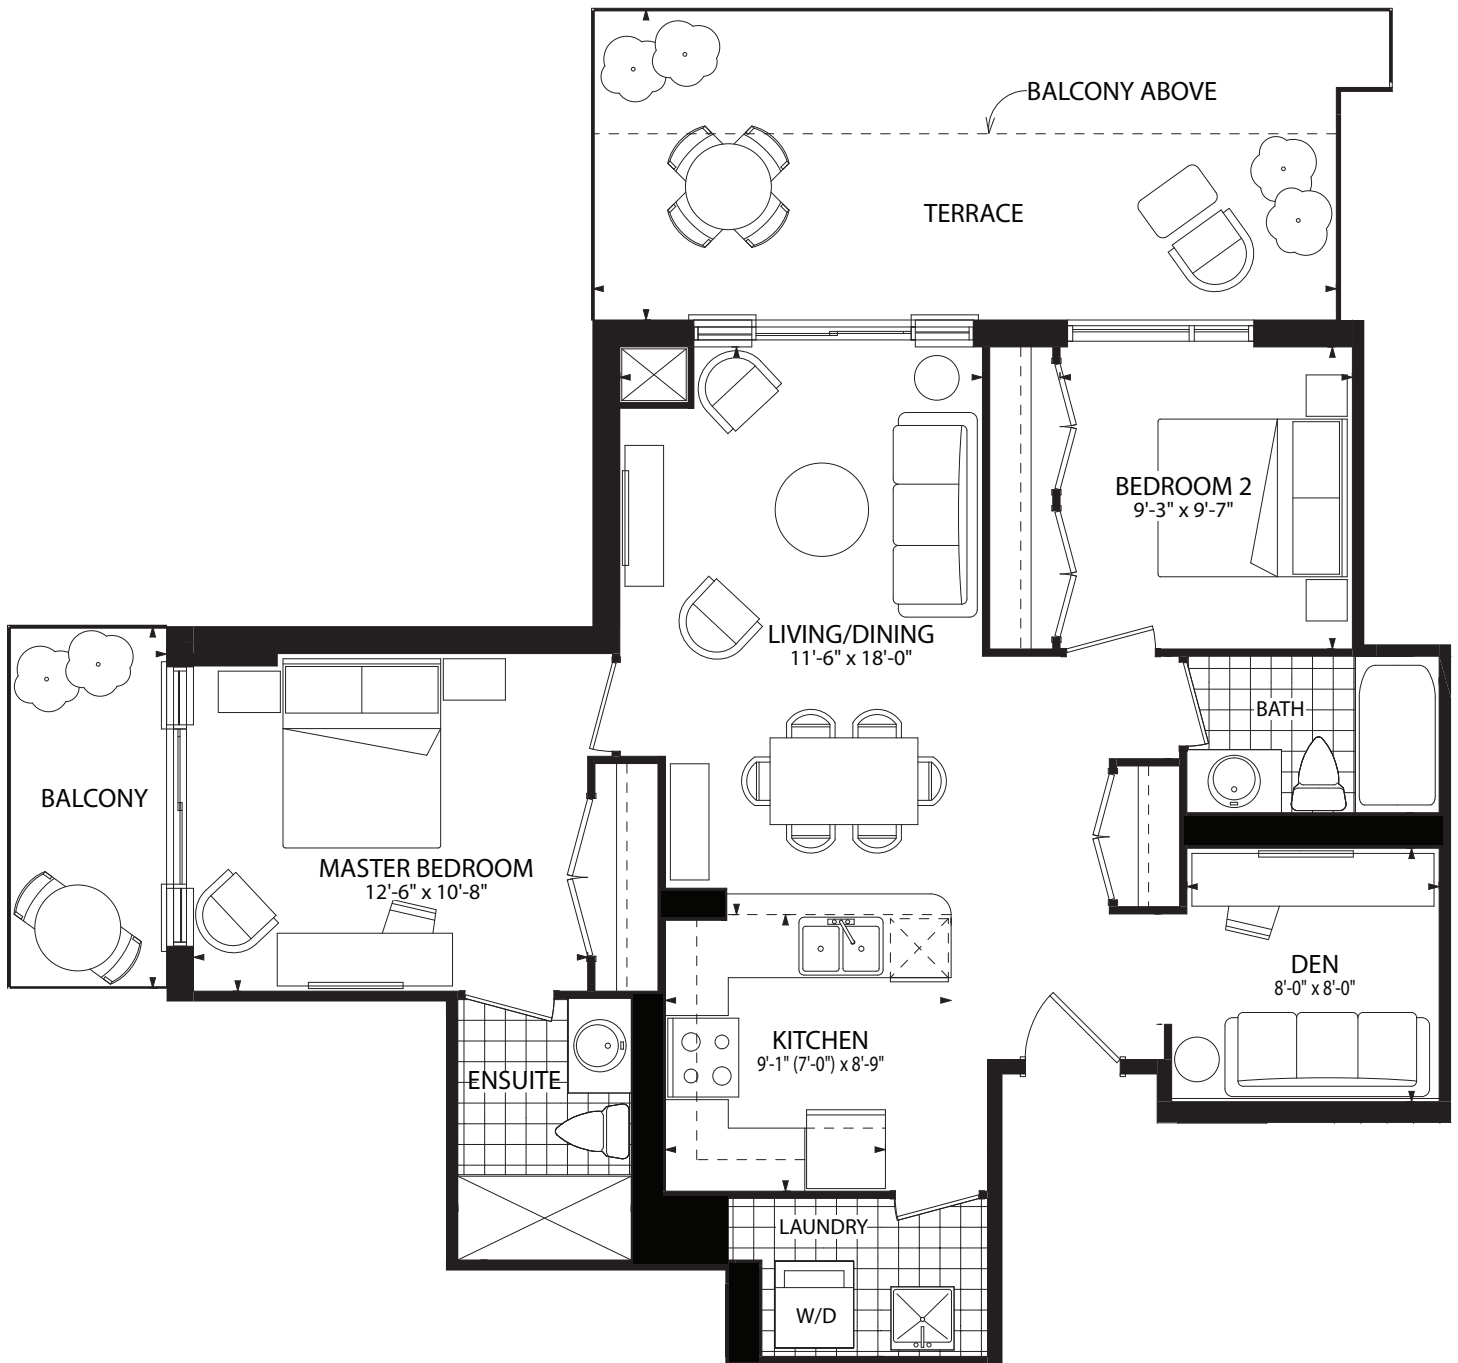 BALCONY ABOVE
TERRACE
BEDROOM 2
9'-3" x 9'-7"
LIVING/DINING
11'-6" x 18'-0"
BATH
BALCONY
MASTER BEDROOM
12'-6" x 10'-8"
DEN
8'-0" x 8'-0"
KITCHEN
9'-1" (7'-0") x 8'-9"
ENSUITE
LAUNDRY
W/D